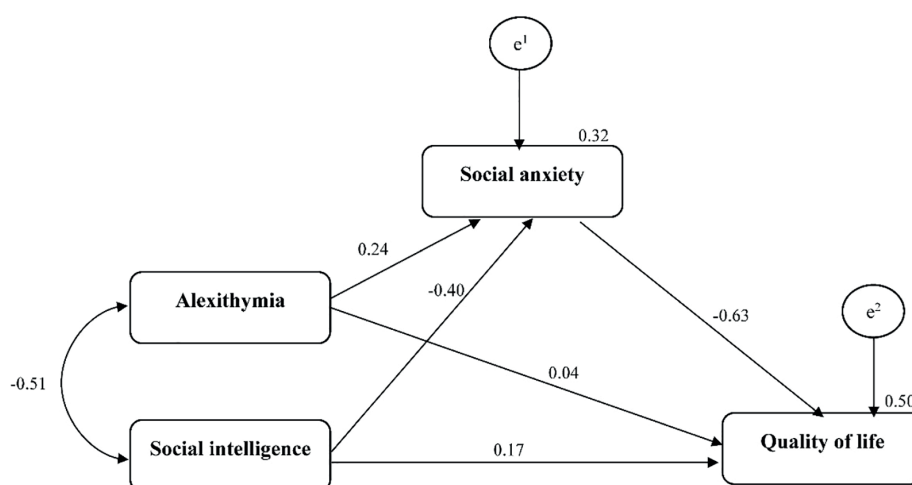 e¹
0.32
Social anxiety
0.24
Alexithymia
-0.40
-0.63
e²
0.04
-0.51
0.50
Social intelligence
0.17
Quality of life